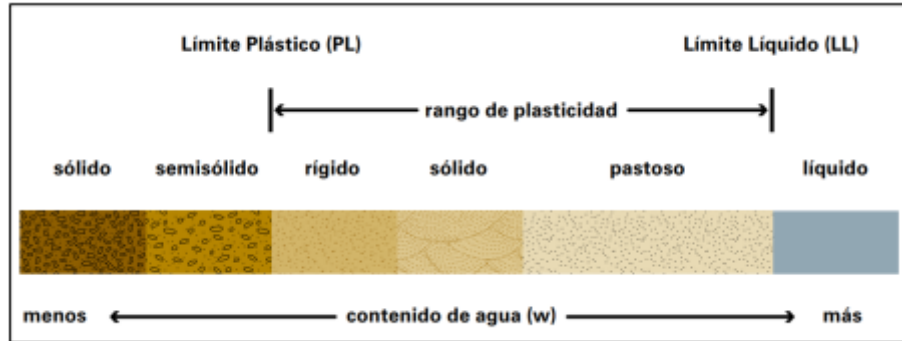 Límite Plástico (PL) Límite Líquido (LL)
rango de plasticidad
sólido semisólido rígido sólido pastoso líquido
menos contenido de agua (w) más